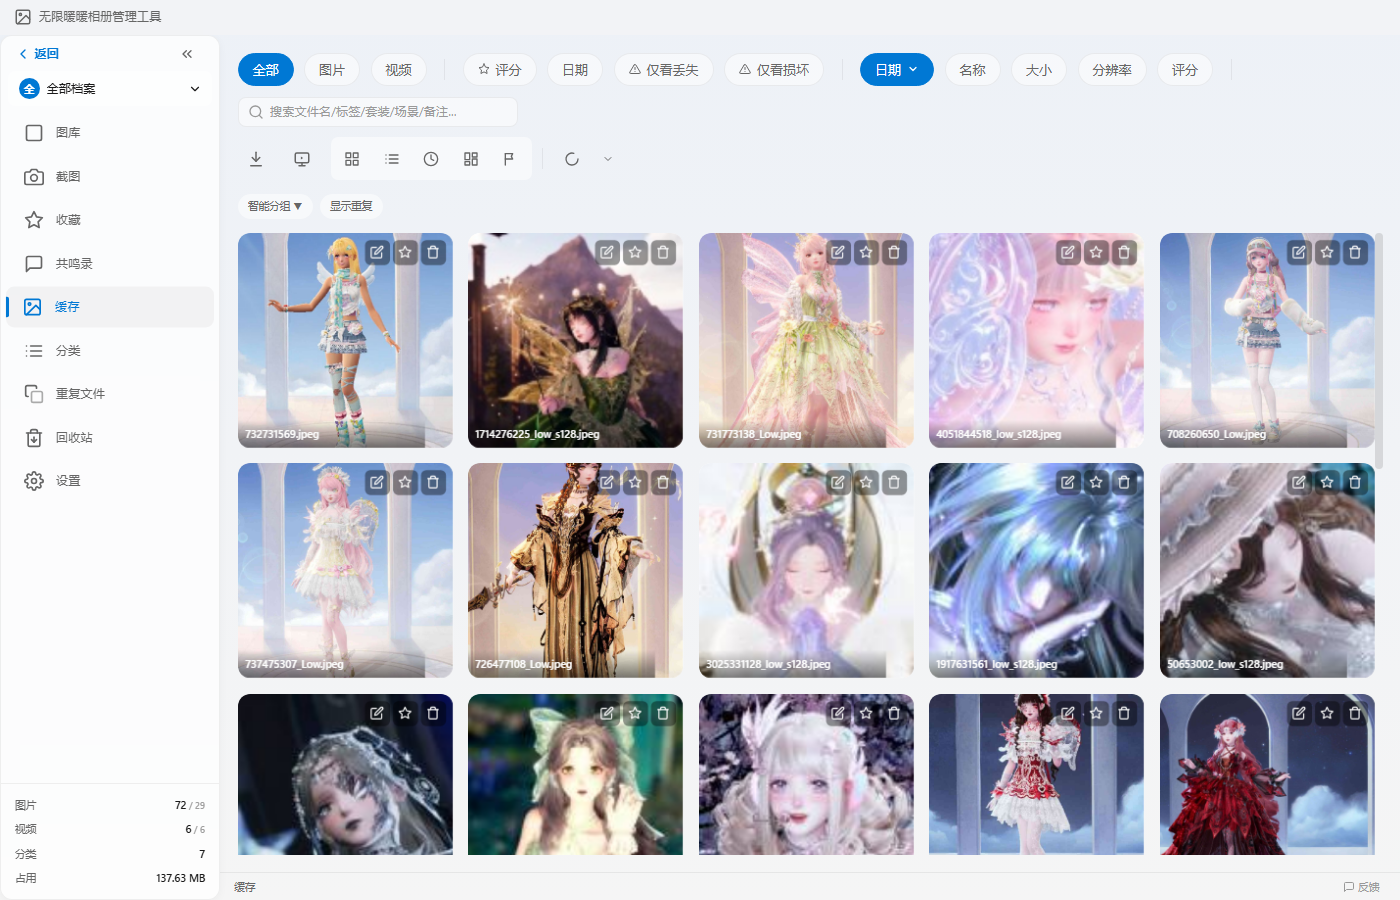 无限暖暖相册管理工具
返回
全 全部档案
图库
截图
收藏
共鸣录
缓存
分类
重复文件
回收站
设置
图片 72 / 29
视频 6 / 6
分类 7
占用 137.63 MB
全部 图片 视频 评分 日期 仅看丢失 仅看损坏 日期 名称 大小 分辨率 评分
搜索文件名/标签/套装/场景/备注...
智能分组 ▼ 显示重复
732731569.jpeg
1714276225_low_s128.jpeg
731773138_Low.jpeg
4051844518_low_s128.jpeg
708260650_Low.jpeg
737475307_Low.jpeg
726477108_Low.jpeg
3025331128_low_s128.jpeg
1917631561_low_s128.jpeg
50653002_low_s128.jpeg
缓存
反馈